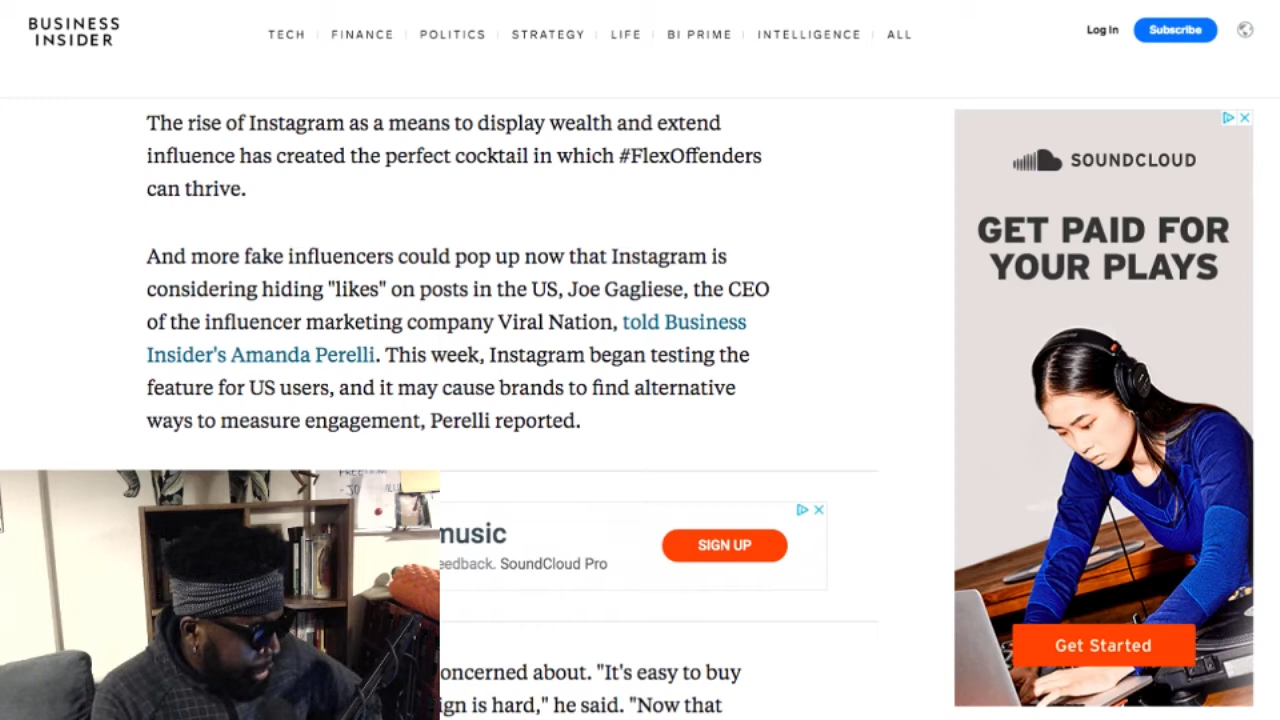 BUSINESS
INSIDER
TECH
FINANCE
POLITICS
STRATEGY
LIFE
BI PRIME
INTELLIGENCE
ALL
Log In
Subscribe
The rise of Instagram as a means to display wealth and extend
influence has created the perfect cocktail in which #FlexOffenders
can thrive.
And more fake influencers could pop up now that Instagram is
considering hiding "likes" on posts in the US, Joe Gagliese, the CEO
of the influencer marketing company Viral Nation, told Business
Insider's Amanda Perelli. This week, Instagram began testing the
feature for US users, and it may cause brands to find alternative
ways to measure engagement, Perelli reported.
music
eedback. SoundCloud Pro
SIGN UP
oncerned about. "It's easy to buy
ign is hard," he said. "Now that
SOUNDCLOUD
GET PAID FOR
YOUR PLAYS
Get Started